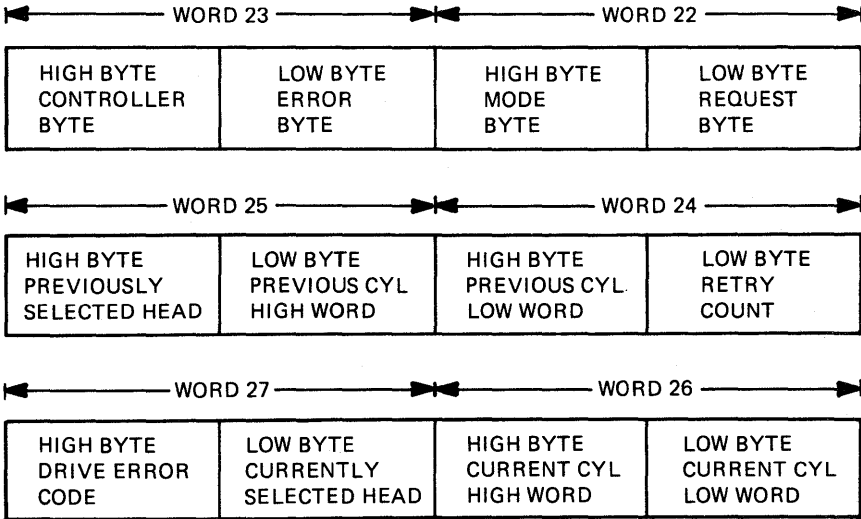 WORD 23 WORD 22
HIGH BYTE LOW BYTE HIGH BYTE LOW BYTE
CONTROLLER ERROR MODE REQUEST
BYTE BYTE BYTE BYTE
WORD 25 WORD 24
HIGH BYTE LOW BYTE HIGH BYTE LOW BYTE
PREVIOUSLY PREVIOUS CYL PREVIOUS CYL. RETRY
SELECTED HEAD HIGH WORD LOW WORD COUNT
WORD 27 WORD 26
HIGH BYTE LOW BYTE HIGH BYTE LOW BYTE
DRIVE ERROR CURRENTLY CURRENT CYL CURRENT CYL
CODE SELECTED HEAD HIGH WORD LOW WORD